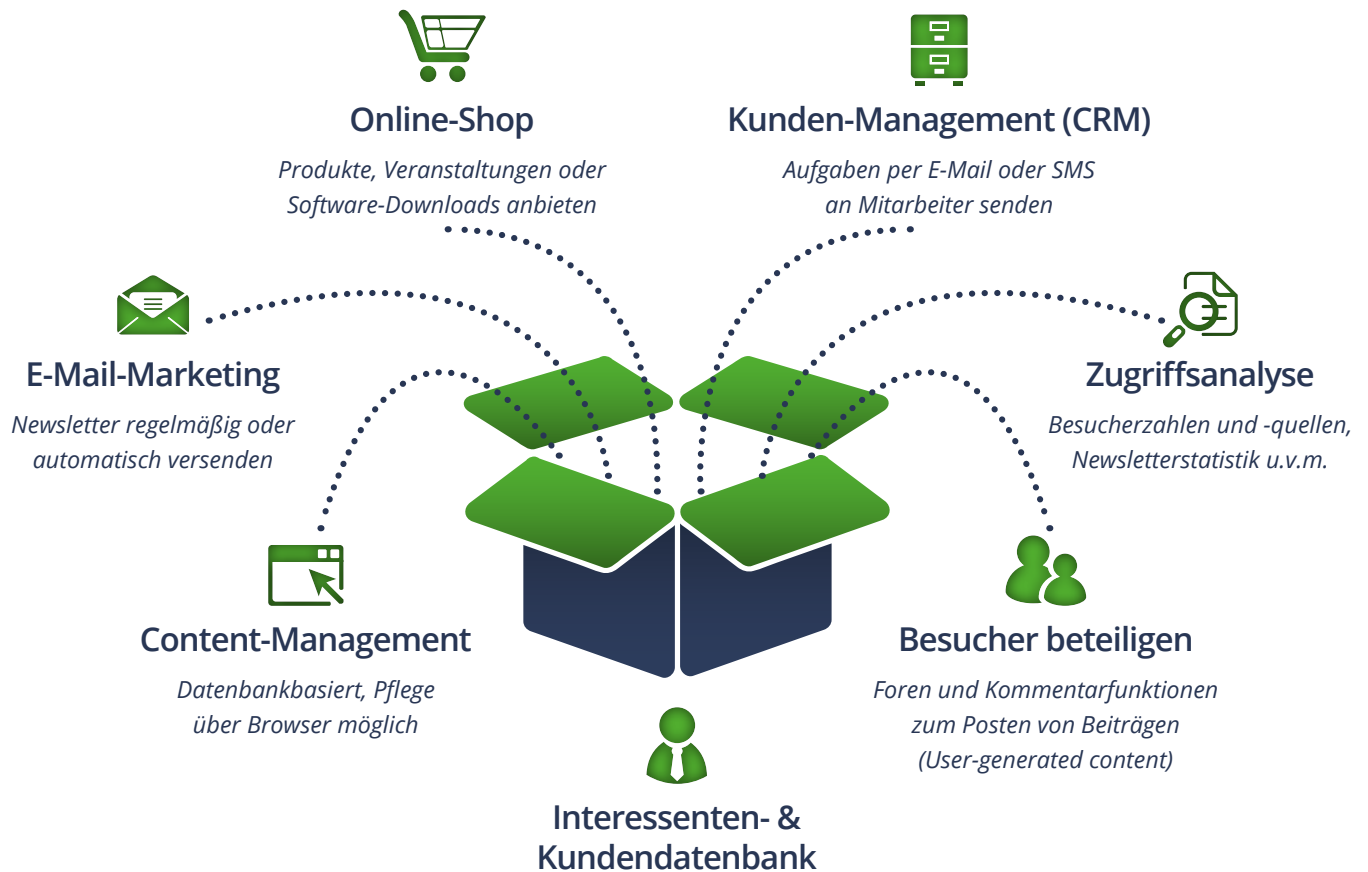 Online-Shop
Produkte, Veranstaltungen oder
Software-Downloads anbieten
Kunden-Management (CRM)
Aufgaben per E-Mail oder SMS
an Mitarbeiter senden
E-Mail-Marketing
Newsletter regelmäßig oder
automatisch versenden
Zugriffsanalyse
Besucherzahlen und -quellen,
Newsletterstatistik u.v.m.
Content-Management
Datenbankbasiert, Pflege
über Browser möglich
Besucher beteiligen
Foren und Kommentarfunktionen
zum Posten von Beiträgen
(User-generated content)
Interessenten- &
Kundendatenbank